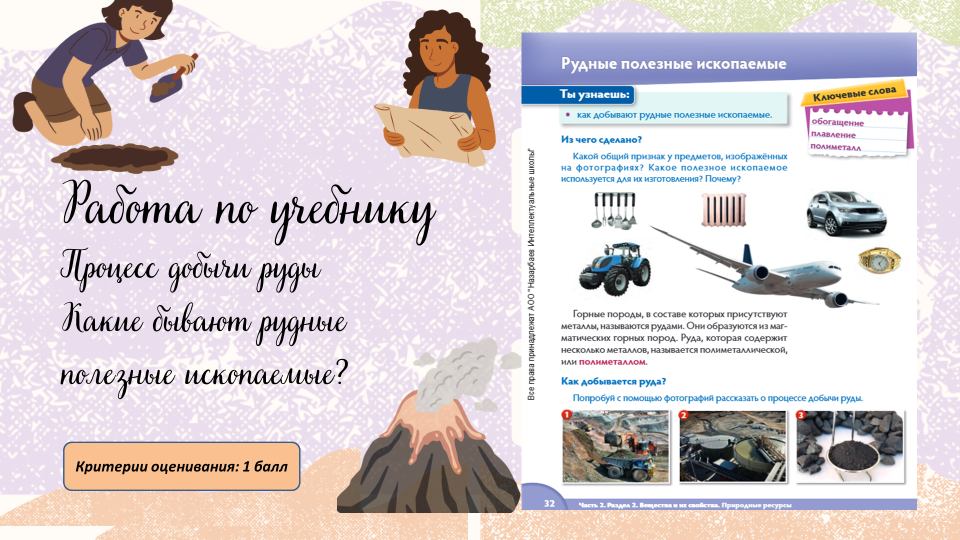 Работа по учебнику
Процесс добычи руды
Какие бывают рудные
полезные ископаемые?
Критерии оценивания: 1 балл
Все права принадлежат АОО "Назарбаев Интеллектуальные школы"
Рудные полезные ископаемые
Ты узнаешь:
• как добывают рудные полезные ископаемые.
Ключевые слова
обогащение
плавление
полиметалл
Из чего сделано?
Какой общий признак у предметов, изображённых
на фотографиях? Какое полезное ископаемое
используется для их изготовления? Почему?
Горные породы, в составе которых присутствуют
металлы, называются рудами. Они образуются из маг-
матических горных пород. Руда, которая содержит
несколько металлов, называется полиметаллической,
или полиметаллом.
Как добывается руда?
Попробуй с помощью фотографий рассказать о процессе добычи руды.
1
2
3
32
Часть 2. Раздел 2. Вещества и их свойства. Природные ресурсы